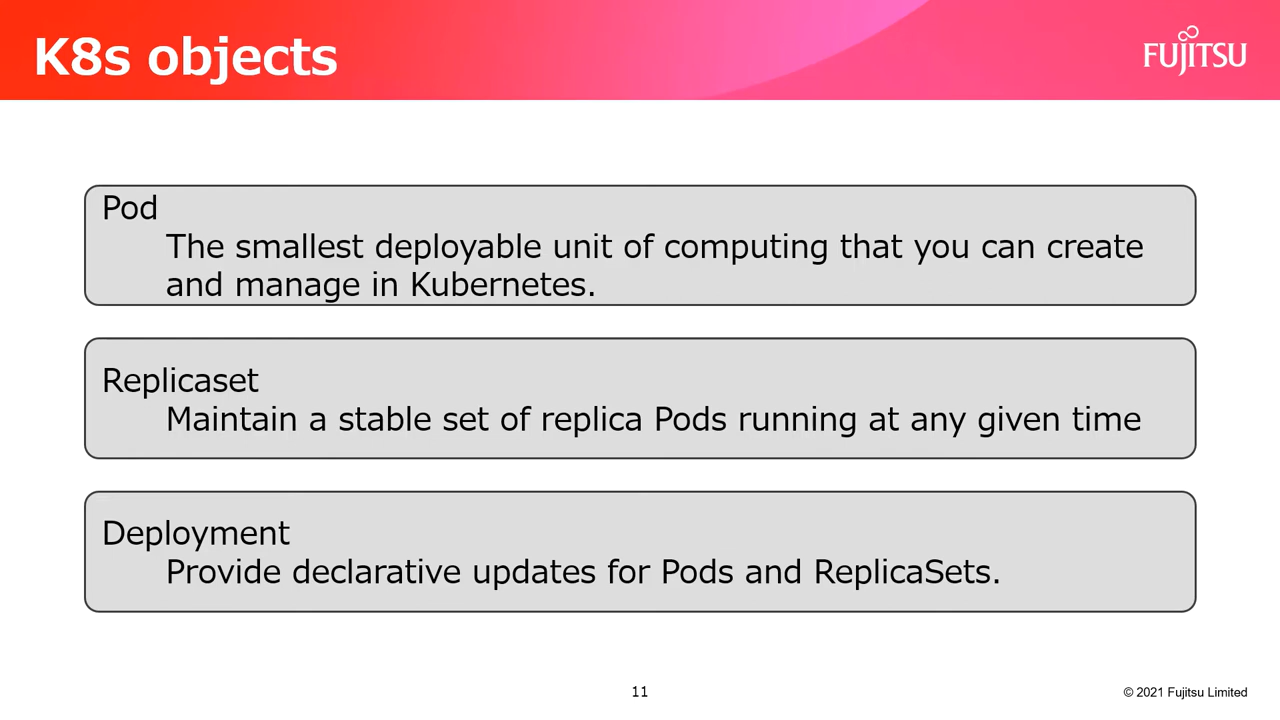 K8s objects
FUJITSU
Pod
The smallest deployable unit of computing that you can create
and manage in Kubernetes.
Replicaset
Maintain a stable set of replica Pods running at any given time
Deployment
Provide declarative updates for Pods and ReplicaSets.
11
© 2021 Fujitsu Limited